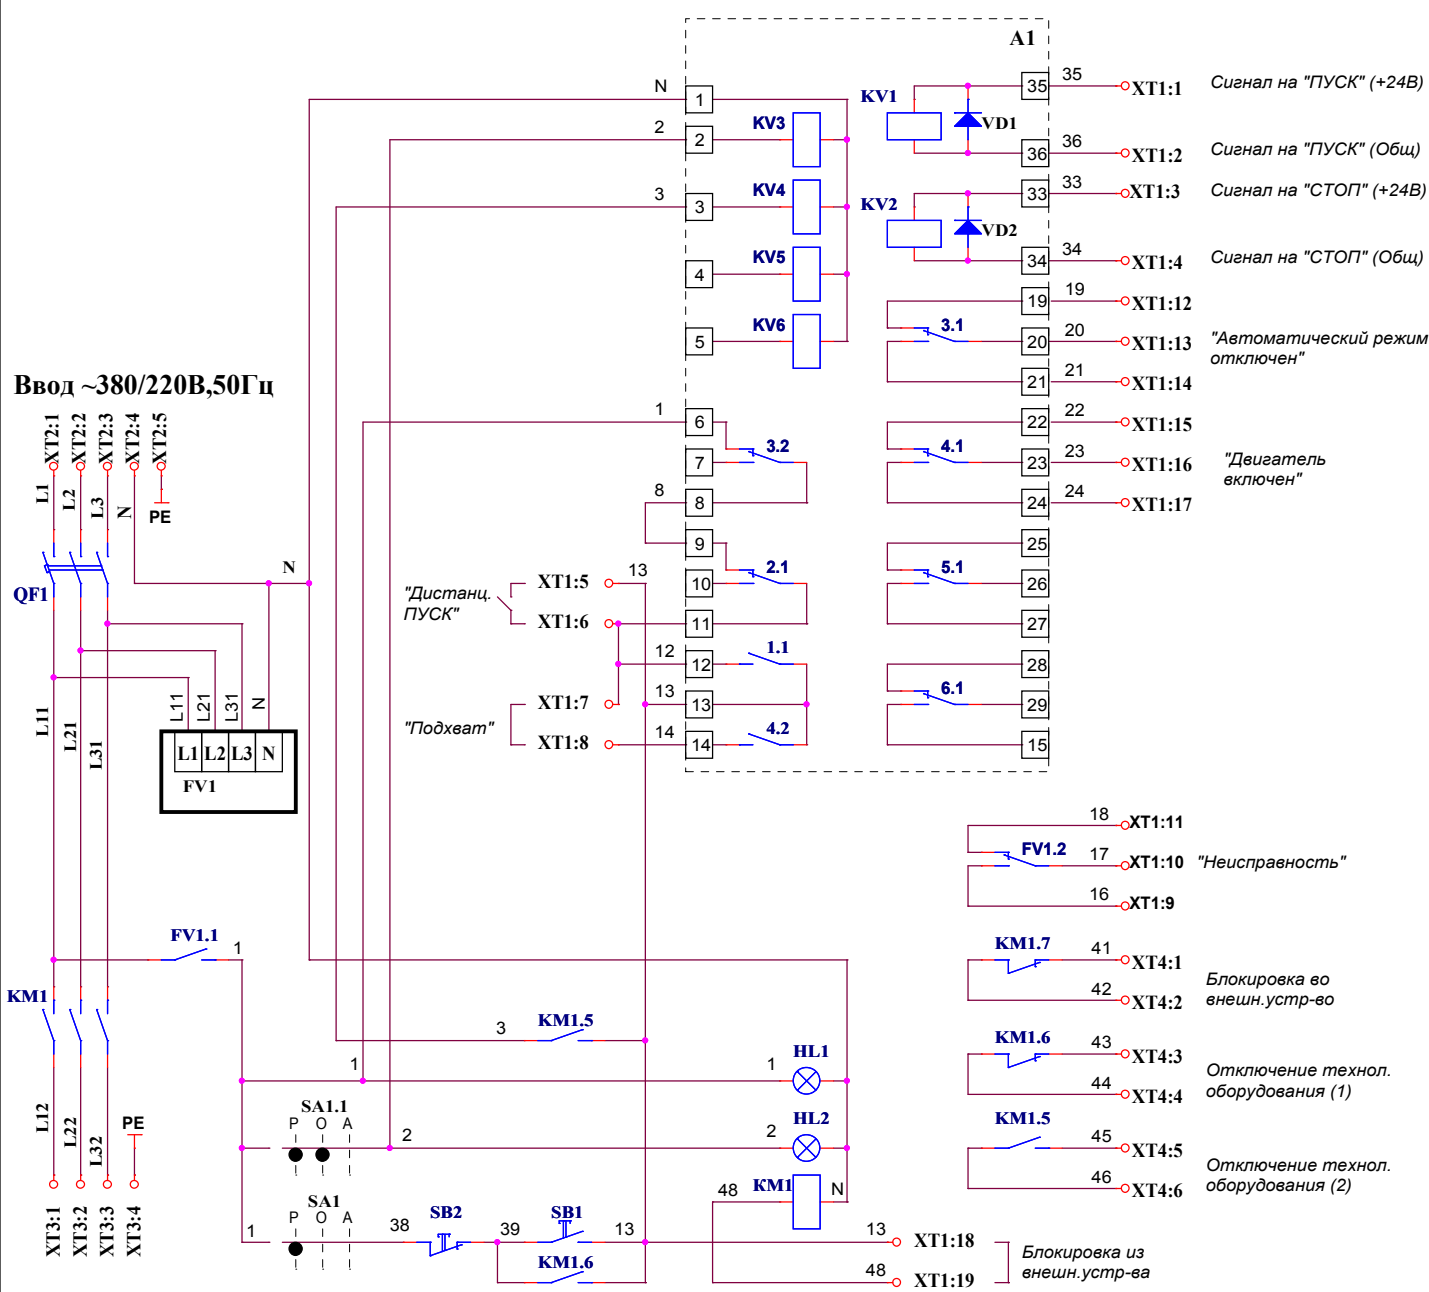 A1
N
1
2
2
3
3
4
5
KV3
KV4
KV5
KV6
KV1
VD1
KV2
VD2
35
35
XT1:1
Сигнал на "ПУСК" (+24В)
36
36
XT1:2
Сигнал на "ПУСК" (Общ)
33
33
XT1:3
Сигнал на "СТОП" (+24В)
34
34
XT1:4
Сигнал на "СТОП" (Общ)
19
19
XT1:12
3.1
20
20
XT1:13
"Автоматический режим
отключен"
21
21
XT1:14
22
22
XT1:15
4.1
23
23
XT1:16
"Двигатель
включен"
24
24
XT1:17
25
5.1
26
27
28
6.1
29
15
1
6
3.2
7
8
8
9
2.1
10
11
1.1
12
12
13
13
4.2
14
14
13
"Дистанц.
ПУСК"
XT1:5
XT1:6
"Подхват"
XT1:7
XT1:8
Ввод ~380/220В,50Гц
XT2:1
XT2:2
XT2:3
XT2:4
XT2:5
L1
L2
L3
N
PE
QF1
N
L11
L21
L31
N
L11
L21
L31
L1
L2
L3
N
FV1
18
XT1:11
FV1.2
17
XT1:10
"Неисправность"
16
XT1:9
KM1.7
41
XT4:1
42
XT4:2
Блокировка во
внешн.устр-во
KM1.6
43
XT4:3
44
XT4:4
Отключение технол.
оборудования (1)
KM1.5
45
XT4:5
46
XT4:6
Отключение технол.
оборудования (2)
FV1.1
1
KM1
3
KM1.5
1
1
HL1
SA1.1
P O A
2
2
HL2
L12
L22
L32
PE
XT3:1
XT3:2
XT3:3
XT3:4
48
KM1
N
SA1
P O A
1
38
SB2
39
SB1
13
KM1.6
13
XT1:18
48
XT1:19
Блокировка из
внешн.устр-ва